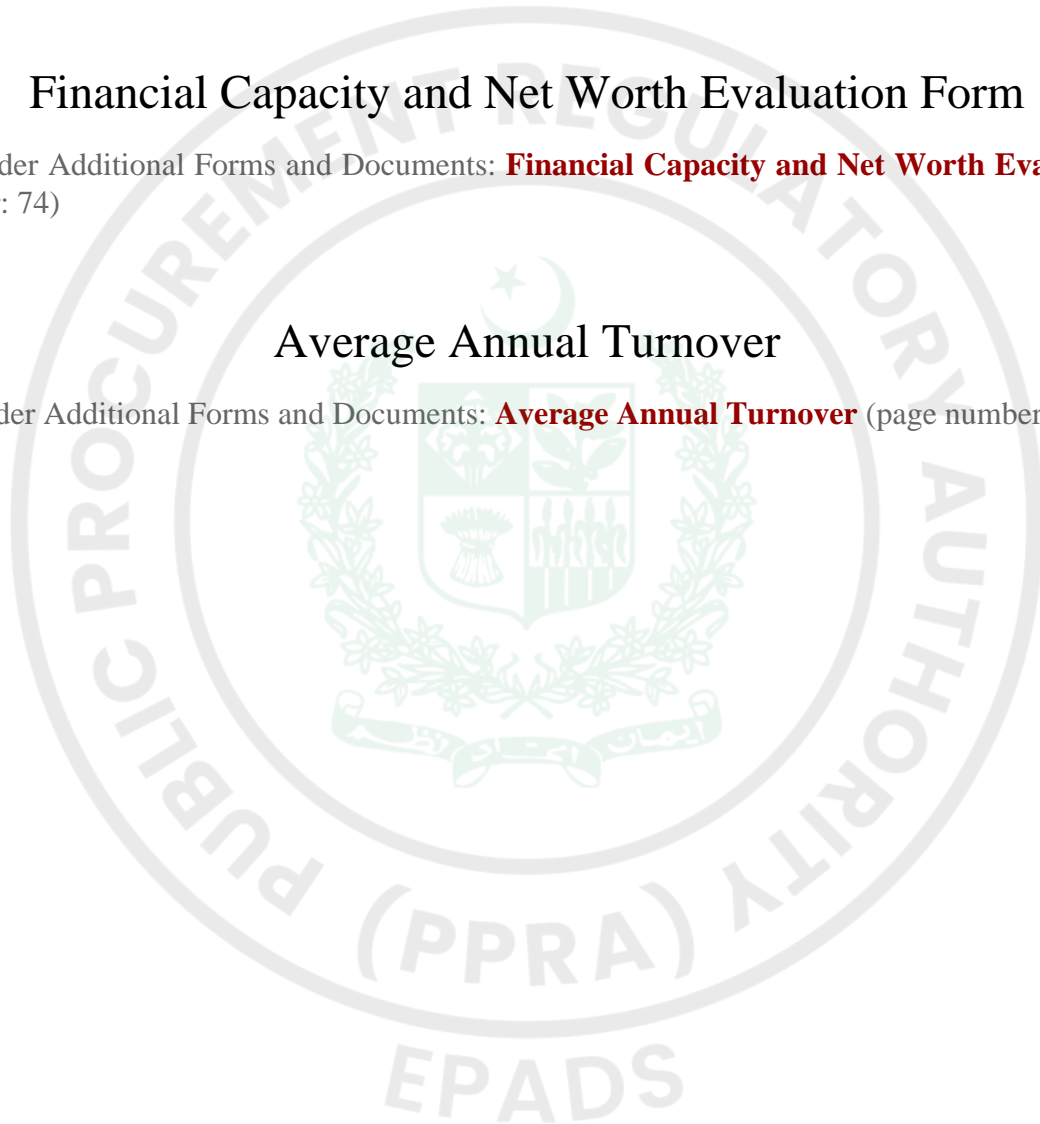 Financial Capacity and Net Worth Evaluation Form
der Additional Forms and Documents: Financial Capacity and Net Worth Eva
: 74)
Average Annual Turnover
der Additional Forms and Documents: Average Annual Turnover (page number
PUBLIC PROCUREMENT REGULATORY AUTHORITY
(PPRA)
EPADS